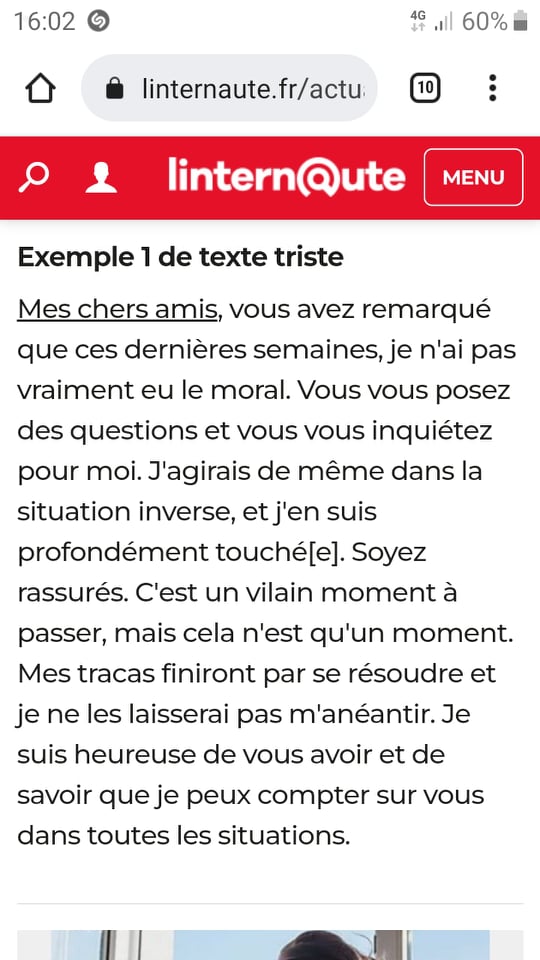 16:02
4G
60%
linternaute.fr/actu
10
lintern@ute
MENU
Exemple 1 de texte triste
Mes chers amis, vous avez remarqué
que ces dernières semaines, je n'ai pas
vraiment eu le moral. Vous vous posez
des questions et vous vous inquiétez
pour moi. J'agirais de même dans la
situation inverse, et j'en suis
profondément touché[e]. Soyez
rassurés. C'est un vilain moment à
passer, mais cela n'est qu'un moment.
Mes tracas finiront par se résoudre et
je ne les laisserai pas m'anéantir. Je
suis heureuse de vous avoir et de
savoir que je peux compter sur vous
dans toutes les situations.